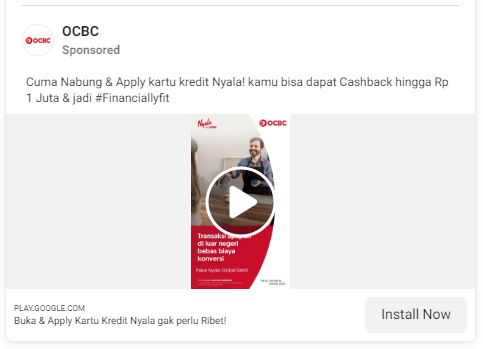 OCBC
OCBC
Sponsored
Cuma Nabung & Apply kartu kredit Nyala! kamu bisa dapat Cashback hingga Rp
1 Juta & jadi #Financiallyfit
Nyala
OCBC
Transaksi
di luar negeri
bebas biaya
konversi
Pakai Nyala Global Debit
PLAY.GOOGLE.COM
Buka & Apply Kartu Kredit Nyala gak perlu Ribet!
Install Now